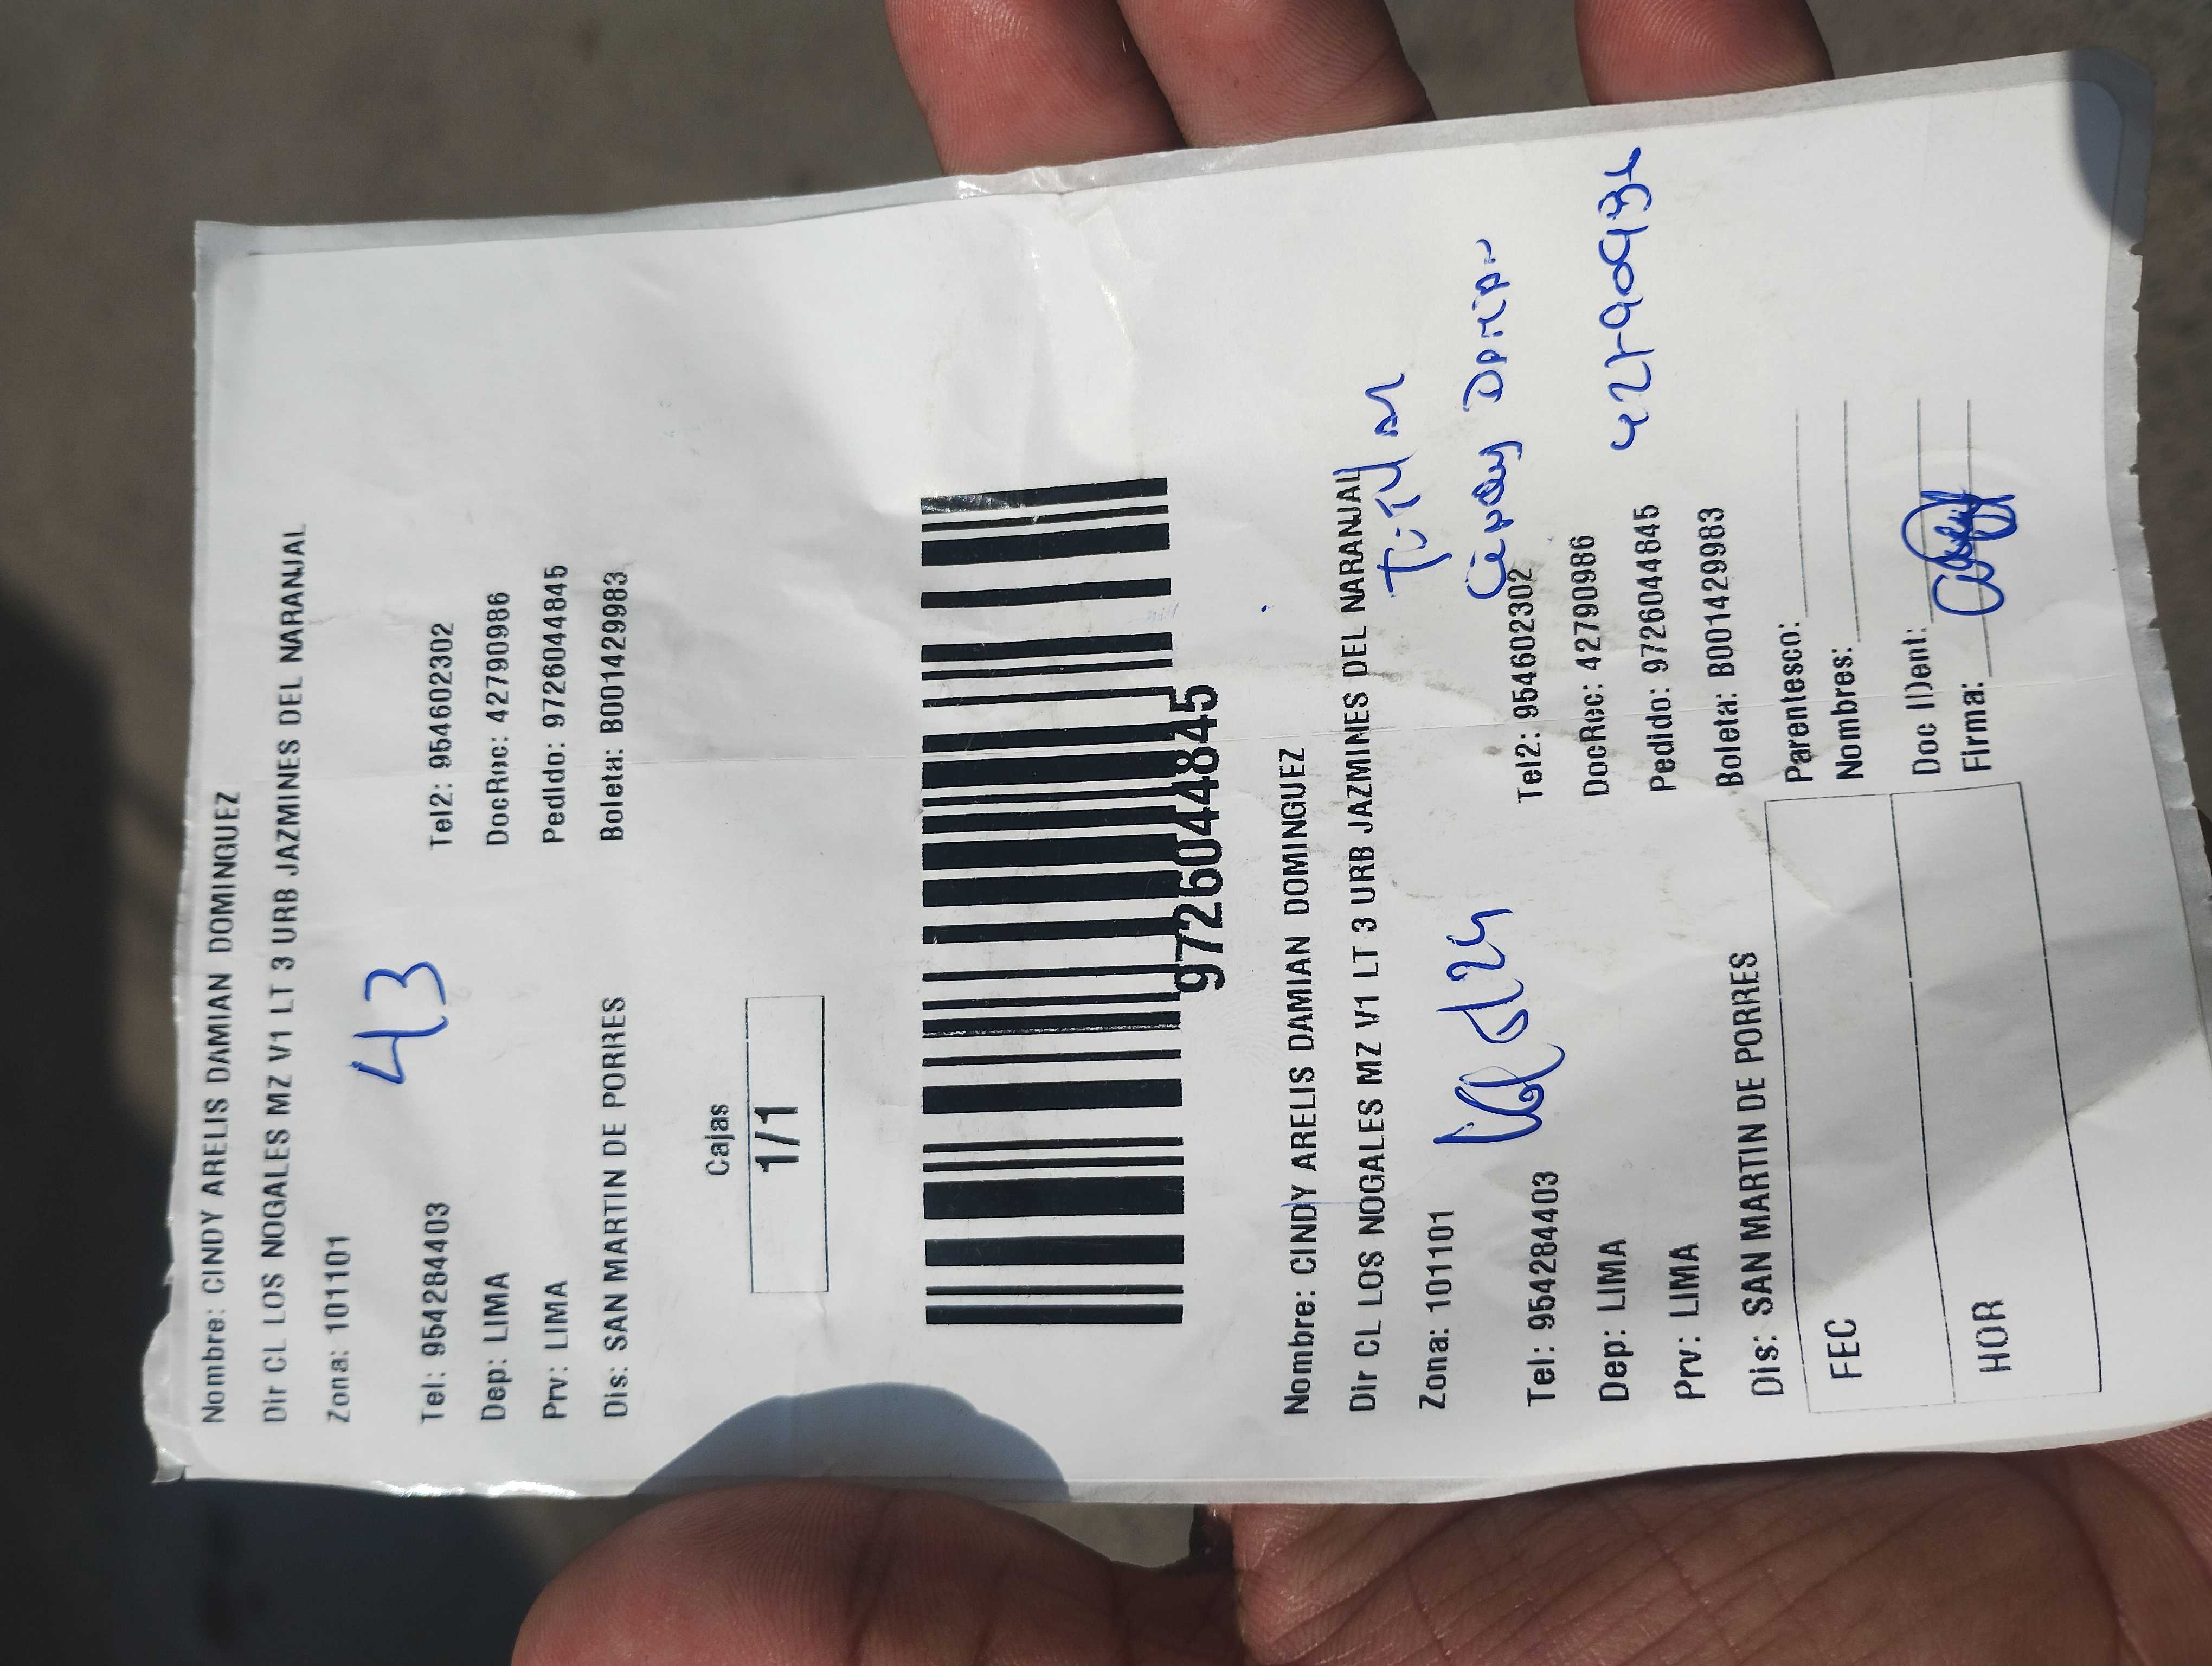 Nombre: CINDY ARELIS DAMIAN DOMINGUEZ
Dir CL LOS NOGALES MZ V1 LT 3 URB JAZMINES DEL NARANJAL
Zona: 101101
43
Tel: 954284403 Tel2: 954602302
Dep: LIMA DocRec: 42790986
Prv: LIMA Pedido: 9726044845
Dis: SAN MARTIN DE PORRES Boleta: B001429983
Cajas
1/1
9726044845
Nombre: CINDY ARELIS DAMIAN DOMINGUEZ
Dir CL LOS NOGALES MZ V1 LT 3 URB JAZMINES DEL NARANJAL
Zona: 101101
Tel: 954284403 Tel2: 954602302
Dep: LIMA DocRec: 42790986
Prv: LIMA Pedido: 9726044845
Dis: SAN MARTIN DE PORRES Boleta: B001429983
FEC Parentesco:
Nombres:
HOR Doc IDent:
Firma: